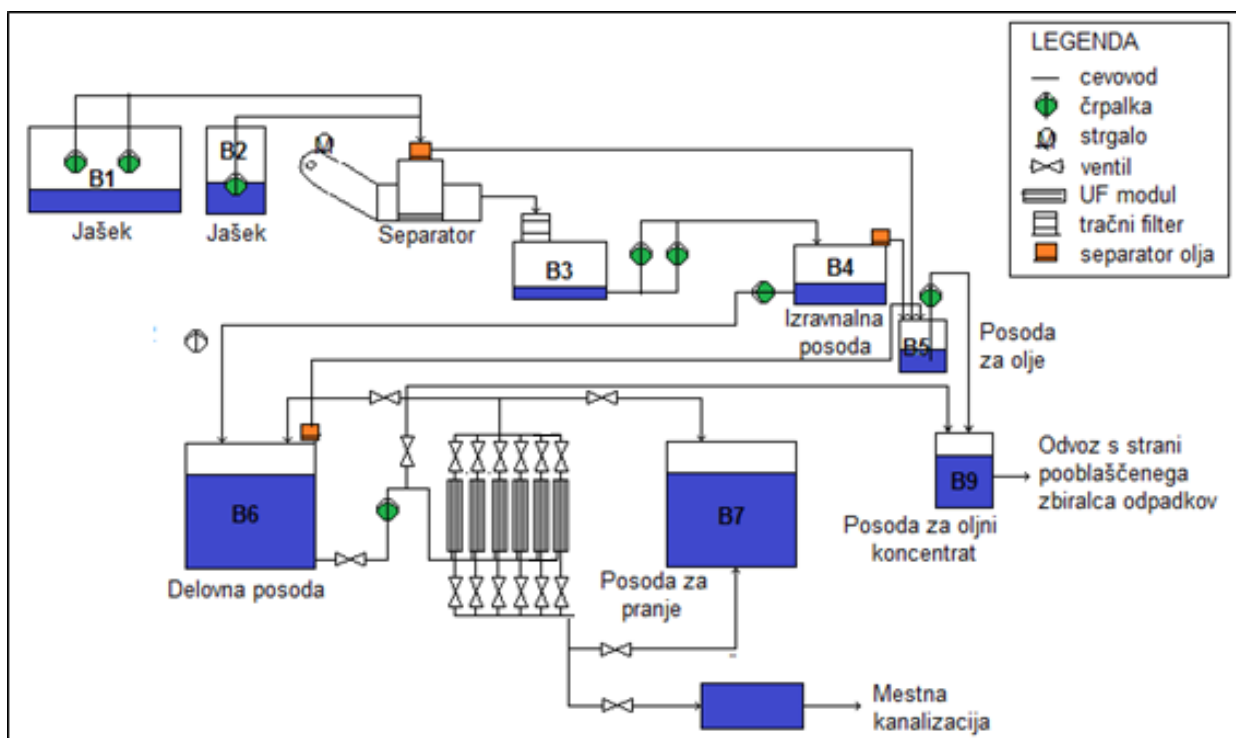 LEGENDA
cevovod
črpalka
strgalo
ventil
UF modul
tračni filter
separator olja
B1
Jašek
B2
Jašek
Separator
B3
B4
Izravnalna
posoda
B5
Posoda
za olje
B6
Delovna posoda
B7
Posoda za
pranje
B9
Posoda za oljni
koncentrat
Odvoz s strani
pooblaščenega
zbiralca odpadkov
Mestna
kanalizacija